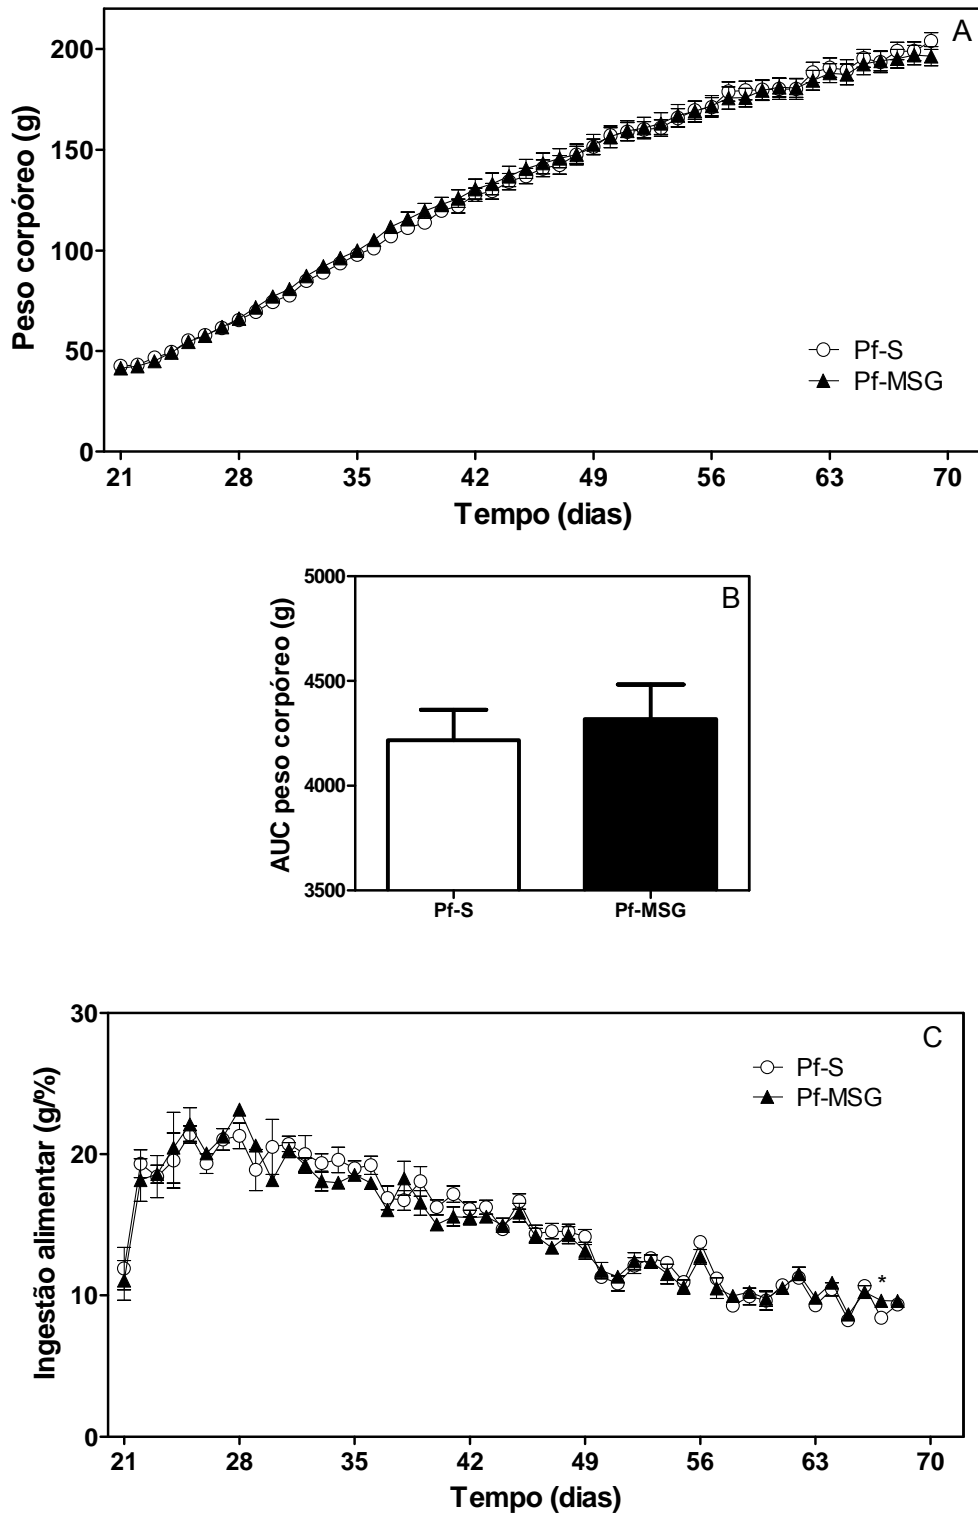 A
Peso corpóreo (g)
200
150
100
50
0
Pf-S
Pf-MSG
21 28 35 42 49 56 63 70
Tempo (dias)
B
AUC peso corpóreo (g)
5000
4500
4000
3500
Pf-S Pf-MSG
C
Ingestão alimentar (g/%)
30
20
10
0
Pf-S
Pf-MSG
*
21 28 35 42 49 56 63 70
Tempo (dias)